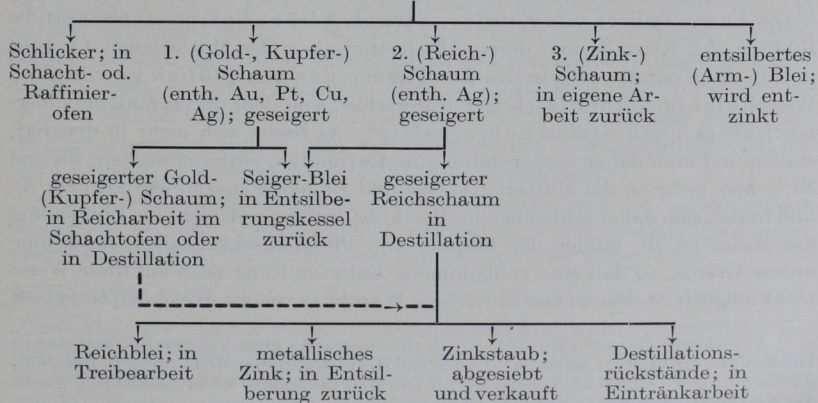 Schlicker; in
Schacht- od.
Raffinier-
ofen
1. (Gold-, Kupfer-)
Schaum
(enth. Au, Pt, Cu,
Ag); geseigert
2. (Reich-)
Schaum
(enth. Ag);
geseigert
3. (Zink-)
Schaum;
in eigene Ar-
beit zurück
entsilbertes
(Arm-) Blei;
wird ent-
zinkt
geseigerter Gold-
(Kupfer-) Schaum;
in Reicharbeit im
Schachtofen oder
in Destillation
Seiger-Blei
in Entsilbe-
rungskessel
zurück
geseigerter
Reichschaum
in
Destillation
Reichblei; in
Treibearbeit
metallisches
Zink; in Entsil-
berung zurück
Zinkstaub;
abgesiebt
und verkauft
Destillations-
rückstände; in
Eintränkarbeit